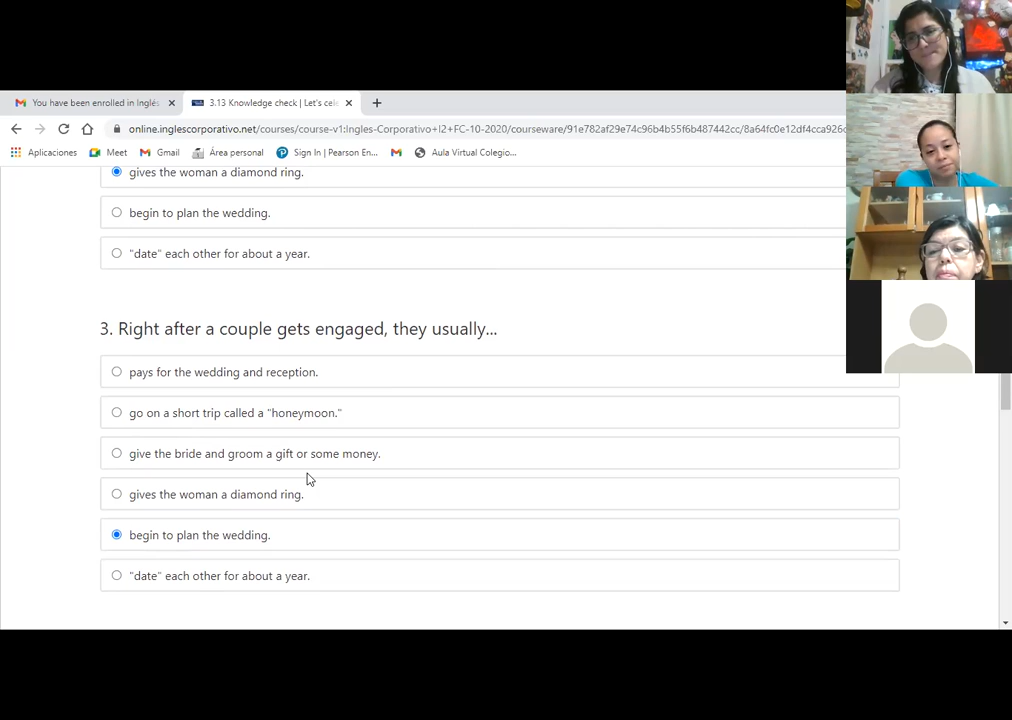 You have been enrolled in Inglés
3.13 Knowledge check | Let's cele
online.inglescorporativo.net/courses/course-v1:Ingles-Corporativo+I2+FC-10-2020/courseware/91e782af29e74c96b4b55f6b487442cc/8a64fc0e12df4cca926c
Aplicaciones Meet Gmail Área personal Sign In | Pearson En... Aula Virtual Colegio...
gives the woman a diamond ring.
begin to plan the wedding.
"date" each other for about a year.
3. Right after a couple gets engaged, they usually...
pays for the wedding and reception.
go on a short trip called a "honeymoon."
give the bride and groom a gift or some money.
gives the woman a diamond ring.
begin to plan the wedding.
"date" each other for about a year.